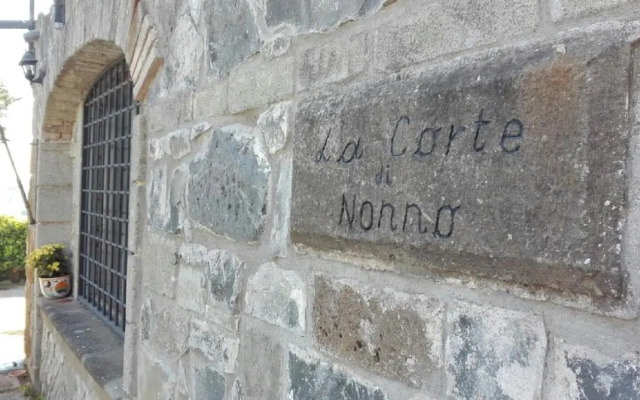 La Corte
di
Nonno